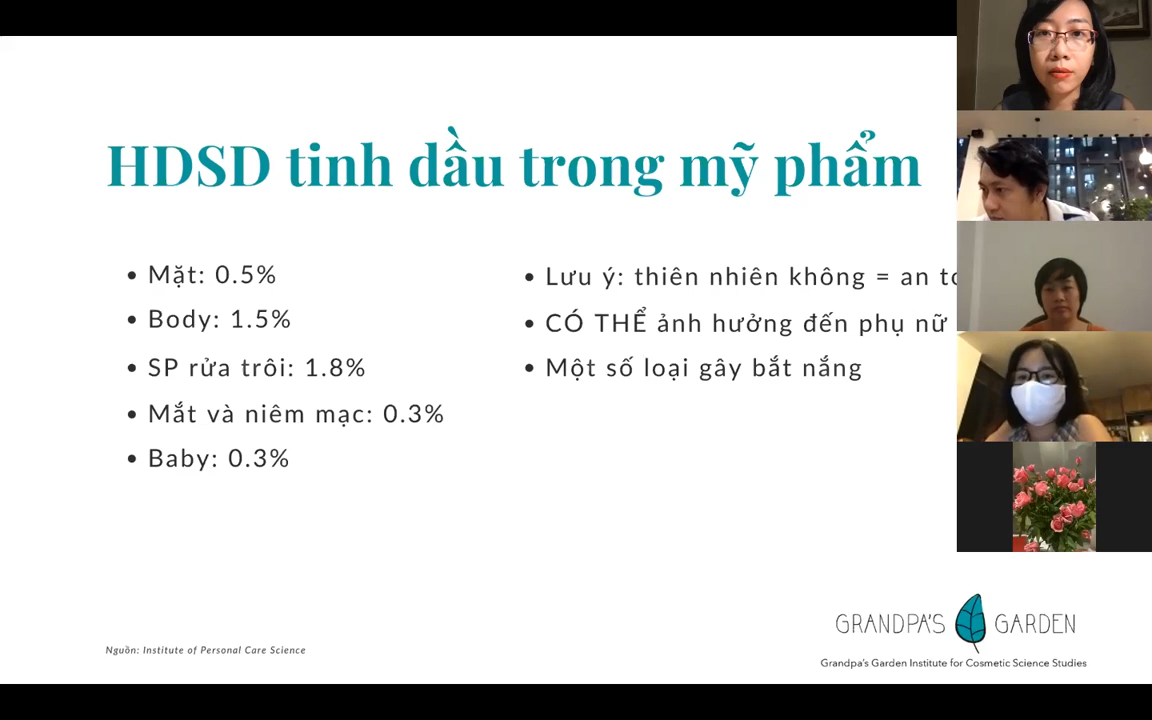 HDSD tinh dầu trong mỹ phẩm
Mặt: 0.5%
Body: 1.5%
SP rửa trôi: 1.8%
Mắt và niêm mạc: 0.3%
Baby: 0.3%
Lưu ý: thiên nhiên không = an
CÓ THỂ ảnh hưởng đến phụ nữ
Một số loại gây bắt nắng
Nguồn: Institute of Personal Care Science
GRANDPA'S GARDEN
Grandpa's Garden Institute for Cosmetic Science Studies